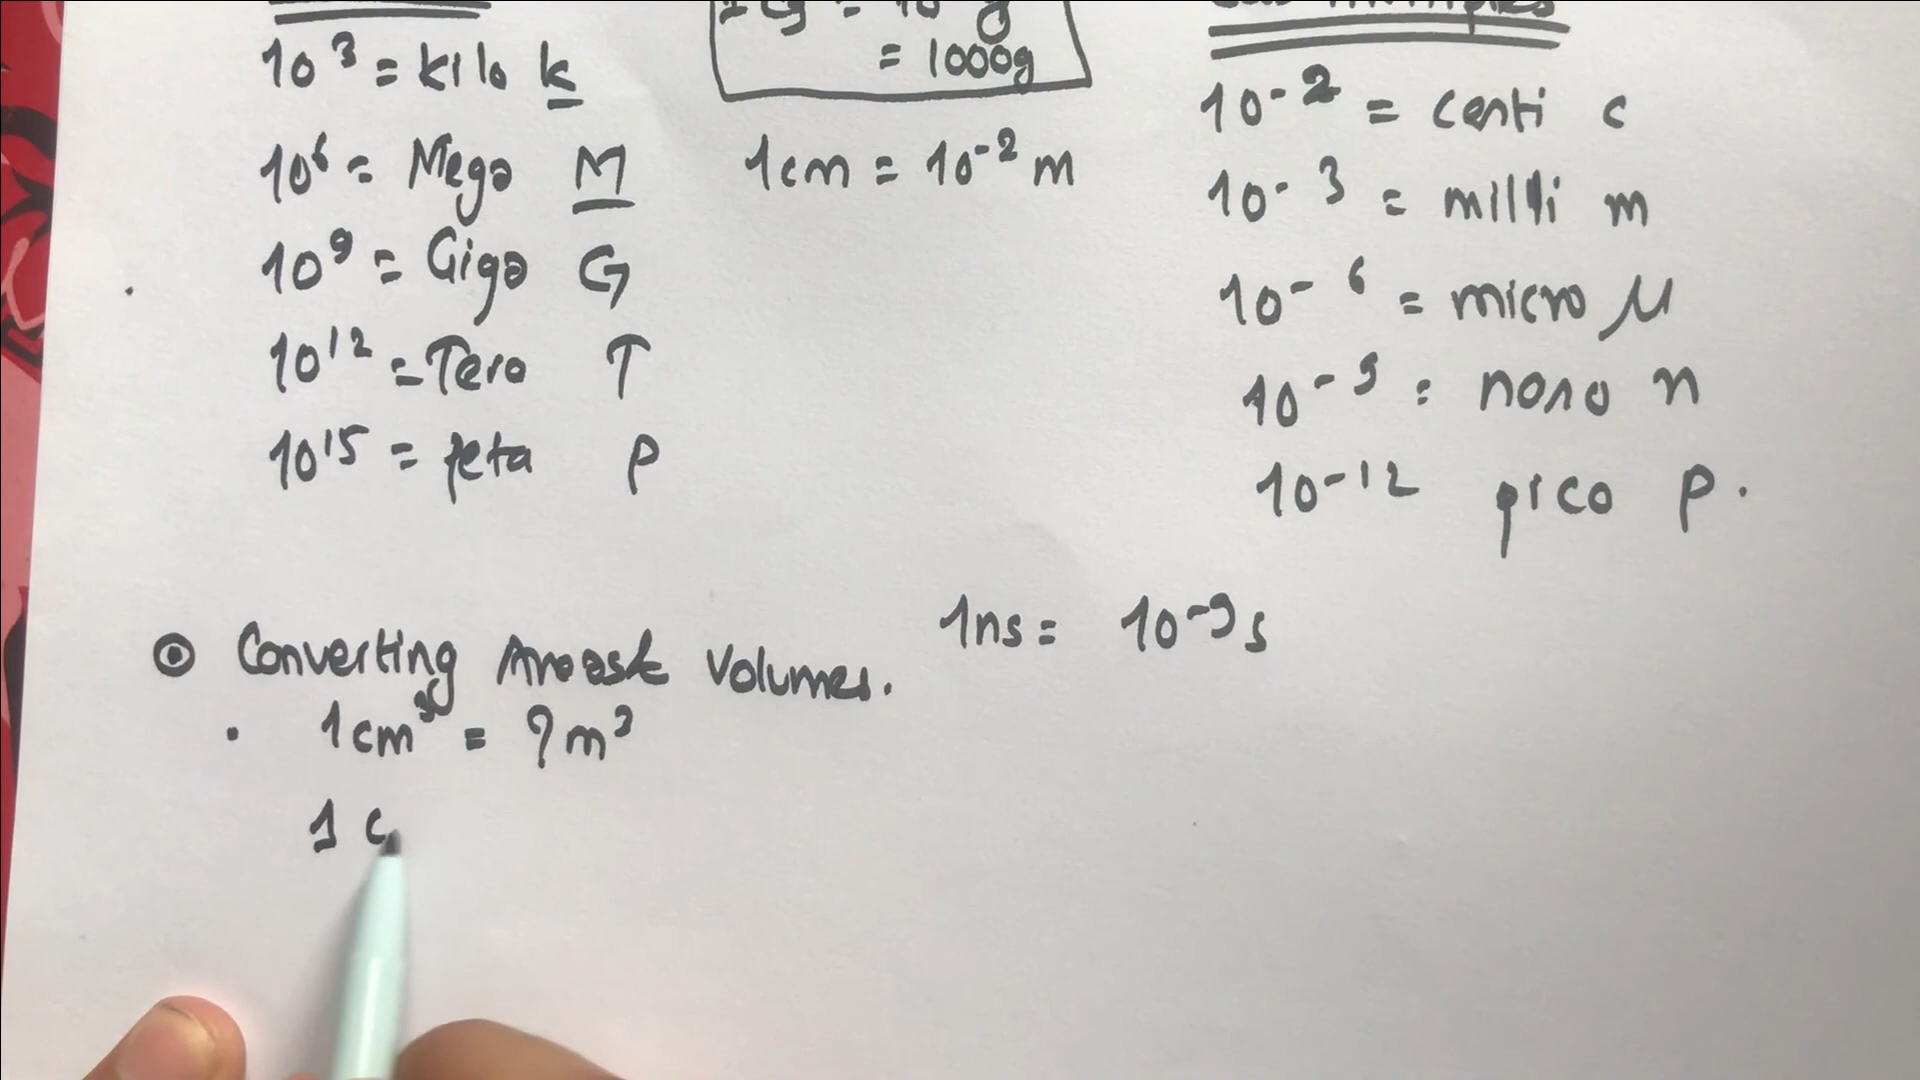 = 1000g
10³ = kilo k
10⁶ = Mega M
10⁹ = Giga G
10¹² = Tera T
10¹⁵ = peta P
1cm = 10⁻² m
10⁻² = centi c
10⁻³ = milli m
10⁻⁶ = micro μ
10⁻⁹ = nano n
10⁻¹² pico p.
1ns = 10⁻⁹s
Converting Areas & Volumes.
1cm³ = ? m³
1 c